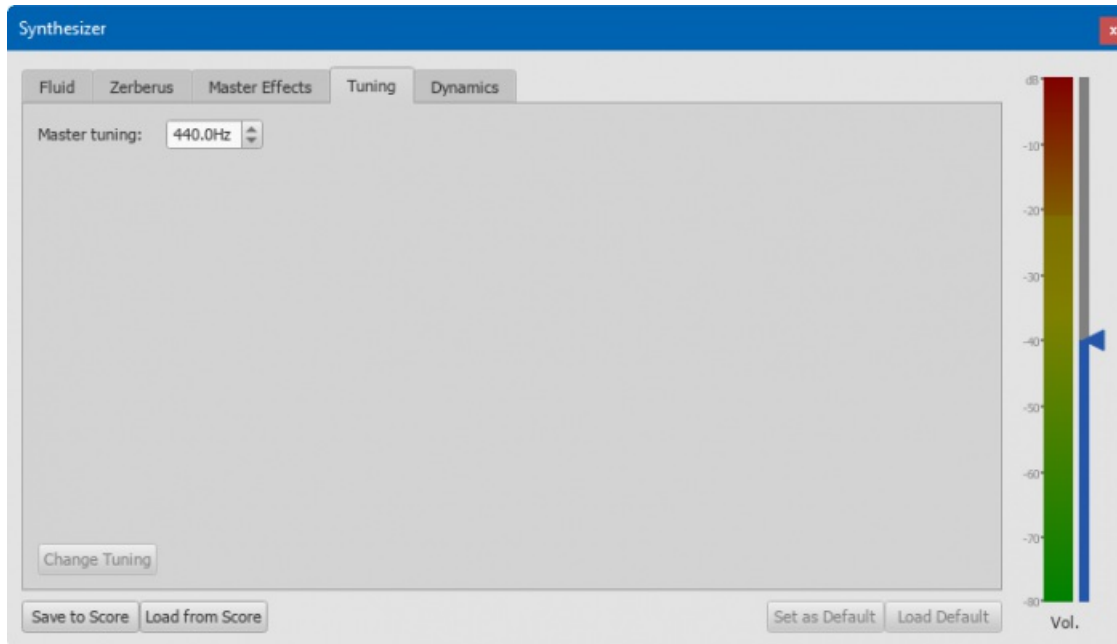 Synthesizer
x
Fluid Zerberus Master Effects Tuning Dynamics
Master tuning: 440.0Hz
Change Tuning
Save to Score Load from Score Set as Default Load Default
dB
-10
-20
-30
-40
-50
-60
-70
-80
Vol.